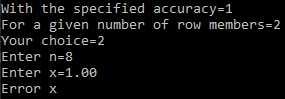 With the specified accuracy=1
For a given number of row members=2
Your choice=2
Enter n=8
Enter x=1.00
Error x